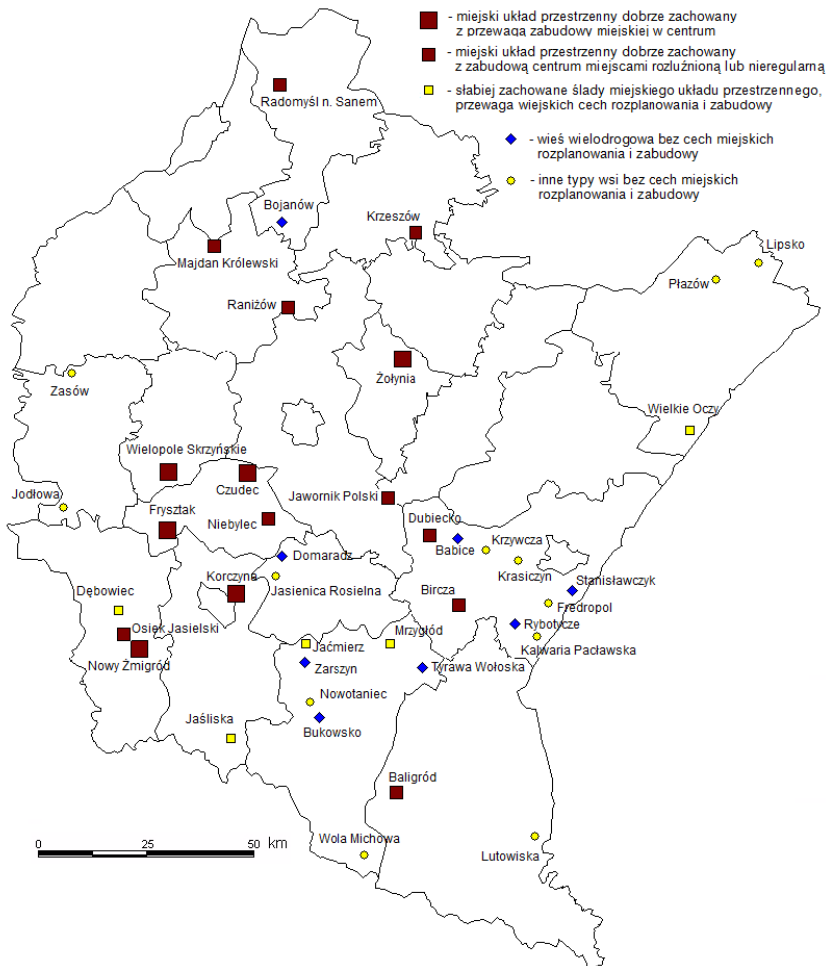 - miejski układ przestrzenny dobrze zachowany
z przewagą zabudowy miejskiej w centrum
- miejski układ przestrzenny dobrze zachowany
z zabudową centrum miejscami rozluźnioną lub nieregularną
- słabiej zachowane ślady miejskiego układu przestrzennego,
przewaga wiejskich cech rozplanowania i zabudowy
- wieś wielodrogowa bez cech miejskich
rozplanowania i zabudowy
- inne typy wsi bez cech miejskich
rozplanowania i zabudowy
Radomyśl n. Sanem
Bojanów
Krzeszów
Lipsko
Majdan Królewski
Płazów
Raniżów
Żołynia
Zasów
Wielkie Oczy
Wielopole Skrzyńskie
Czudec
Jodłowa
Jawornik Polski
Frysztak
Niebylec
Dubiecko
Babice
Krzywcza
Domaradz
Krasiczyn
Stanisławczyk
Korczyna
Jasienica Rosielna
Dębowiec
Bircza
Fredropol
Osiek Jasielski
Rybotycze
Mrzygłód
Jaćmierz
Kalwaria Pacławska
Nowy Żmigród
Zarszyn
Tyrawa Wołoska
Nowotaniec
Jaśliska
Bukowsko
Baligród
Wola Michowa
Lutowiska
0 25 50 km